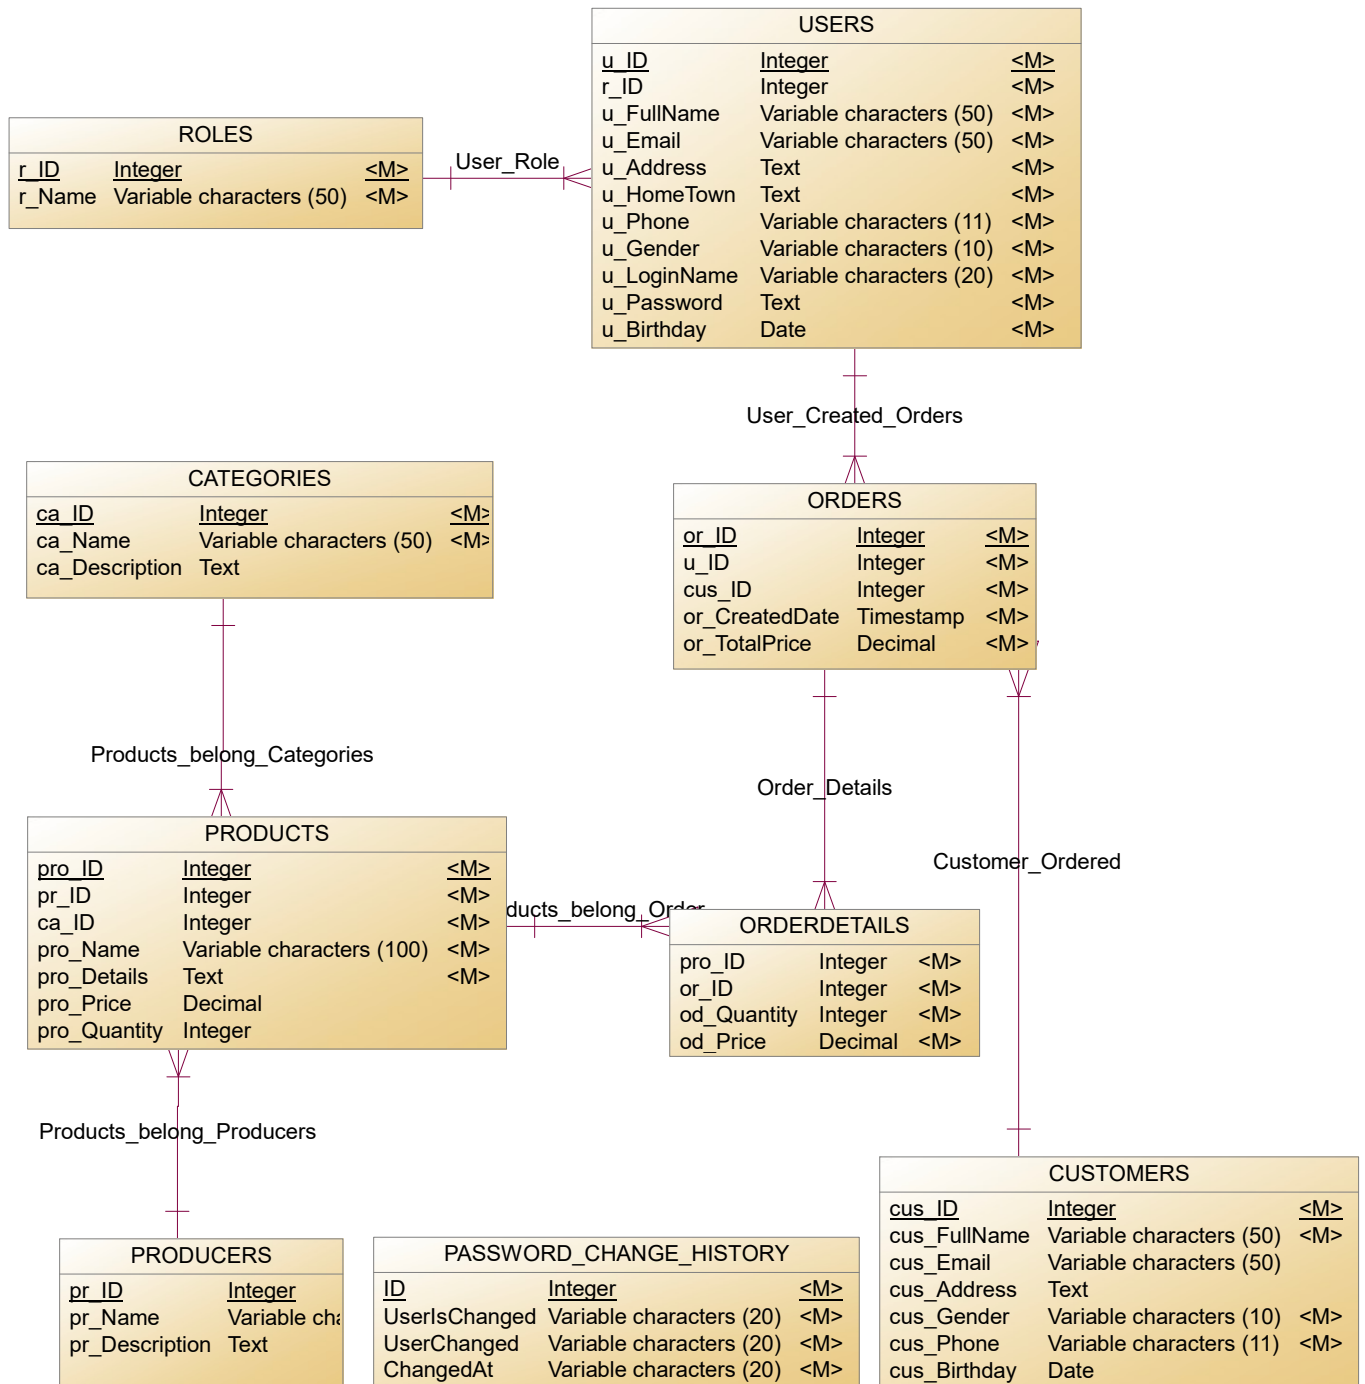 USERS
u_ID Integer <M>
r_ID Integer <M>
u_FullName Variable characters (50) <M>
u_Email Variable characters (50) <M>
u_Address Text <M>
u_HomeTown Text <M>
u_Phone Variable characters (11) <M>
u_Gender Variable characters (10) <M>
u_LoginName Variable characters (20) <M>
u_Password Text <M>
u_Birthday Date <M>
ROLES
r_ID Integer <M>
r_Name Variable characters (50) <M>
User_Role
User_Created_Orders
CATEGORIES
ca_ID Integer <M>
ca_Name Variable characters (50) <M>
ca_Description Text
ORDERS
or_ID Integer <M>
u_ID Integer <M>
cus_ID Integer <M>
or_CreatedDate Timestamp <M>
or_TotalPrice Decimal <M>
Products_belong_Categories
Order_Details
Customer_Ordered
PRODUCTS
pro_ID Integer <M>
pr_ID Integer <M>
ca_ID Integer <M>
pro_Name Variable characters (100) <M>
pro_Details Text <M>
pro_Price Decimal
pro_Quantity Integer
ducts_belong_Order
ORDERDETAILS
pro_ID Integer <M>
or_ID Integer <M>
od_Quantity Integer <M>
od_Price Decimal <M>
Products_belong_Producers
PRODUCERS
pr_ID Integer
pr_Name Variable cha
pr_Description Text
PASSWORD_CHANGE_HISTORY
ID Integer <M>
UserIsChanged Variable characters (20) <M>
UserChanged Variable characters (20) <M>
ChangedAt Variable characters (20) <M>
CUSTOMERS
cus_ID Integer <M>
cus_FullName Variable characters (50) <M>
cus_Email Variable characters (50)
cus_Address Text
cus_Gender Variable characters (10) <M>
cus_Phone Variable characters (11) <M>
cus_Birthday Date